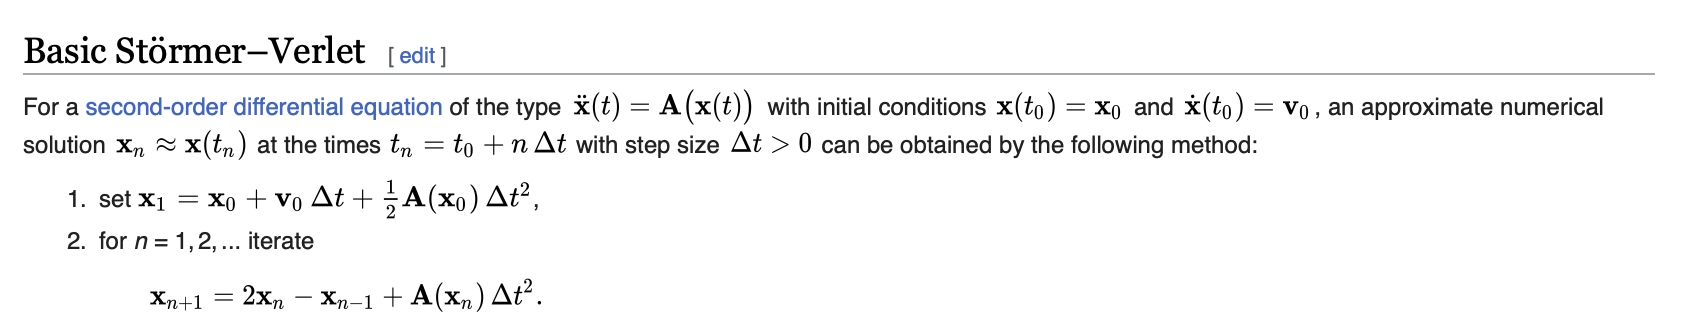 Basic Störmer–Verlet [ edit ]
For a second-order differential equation of the type ẍ(t) = A(x(t)) with initial conditions x(t₀) = x₀ and ẋ(t₀) = v₀ , an approximate numerical
solution xₙ ≈ x(tₙ) at the times tₙ = t₀ + n Δt with step size Δt > 0 can be obtained by the following method:
1. set x₁ = x₀ + v₀ Δt + ½A(x₀) Δt²,
2. for n = 1, 2, ... iterate
xₙ₊₁ = 2xₙ − xₙ₋₁ + A(xₙ) Δt².